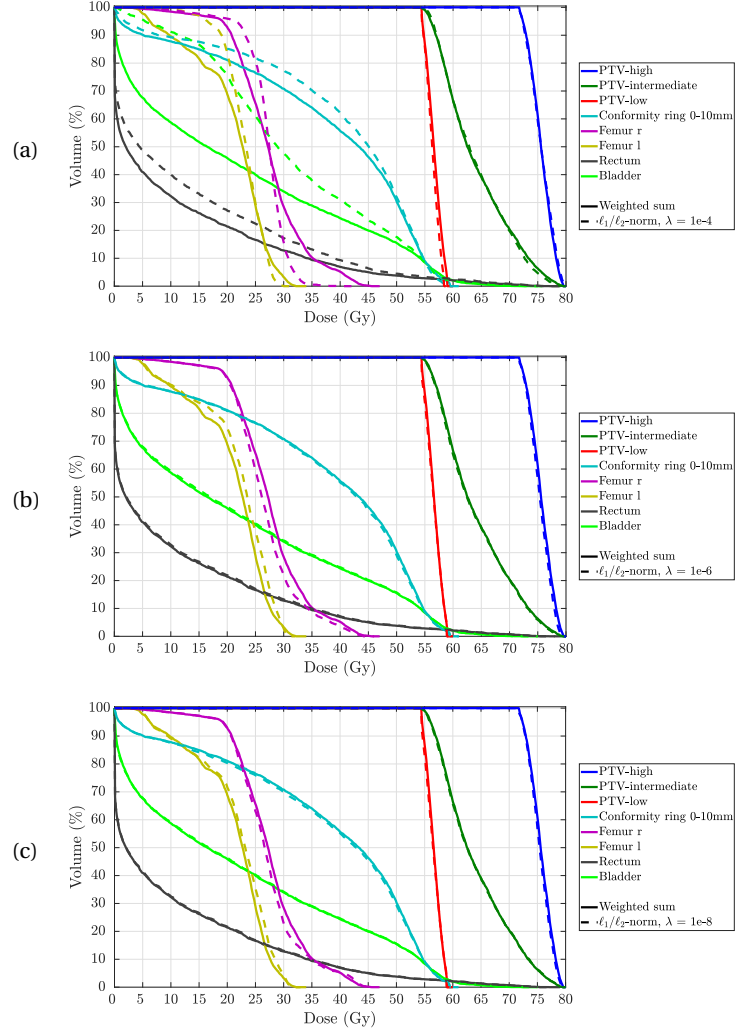 (a)
Volume (%)
100
90
80
70
60
50
40
30
20
10
0
0 5 10 15 20 25 30 35 40 45 50 55 60 65 70 75 80
Dose (Gy)
PTV-high
PTV-intermediate
PTV-low
Conformity ring 0-10mm
Femur r
Femur l
Rectum
Bladder
Weighted sum
ℓ₁/ℓ₂-norm, λ = 1e-4
(b)
Volume (%)
100
90
80
70
60
50
40
30
20
10
0
0 5 10 15 20 25 30 35 40 45 50 55 60 65 70 75 80
Dose (Gy)
PTV-high
PTV-intermediate
PTV-low
Conformity ring 0-10mm
Femur r
Femur l
Rectum
Bladder
Weighted sum
ℓ₁/ℓ₂-norm, λ = 1e-6
(c)
Volume (%)
100
90
80
70
60
50
40
30
20
10
0
0 5 10 15 20 25 30 35 40 45 50 55 60 65 70 75 80
Dose (Gy)
PTV-high
PTV-intermediate
PTV-low
Conformity ring 0-10mm
Femur r
Femur l
Rectum
Bladder
Weighted sum
ℓ₁/ℓ₂-norm, λ = 1e-8